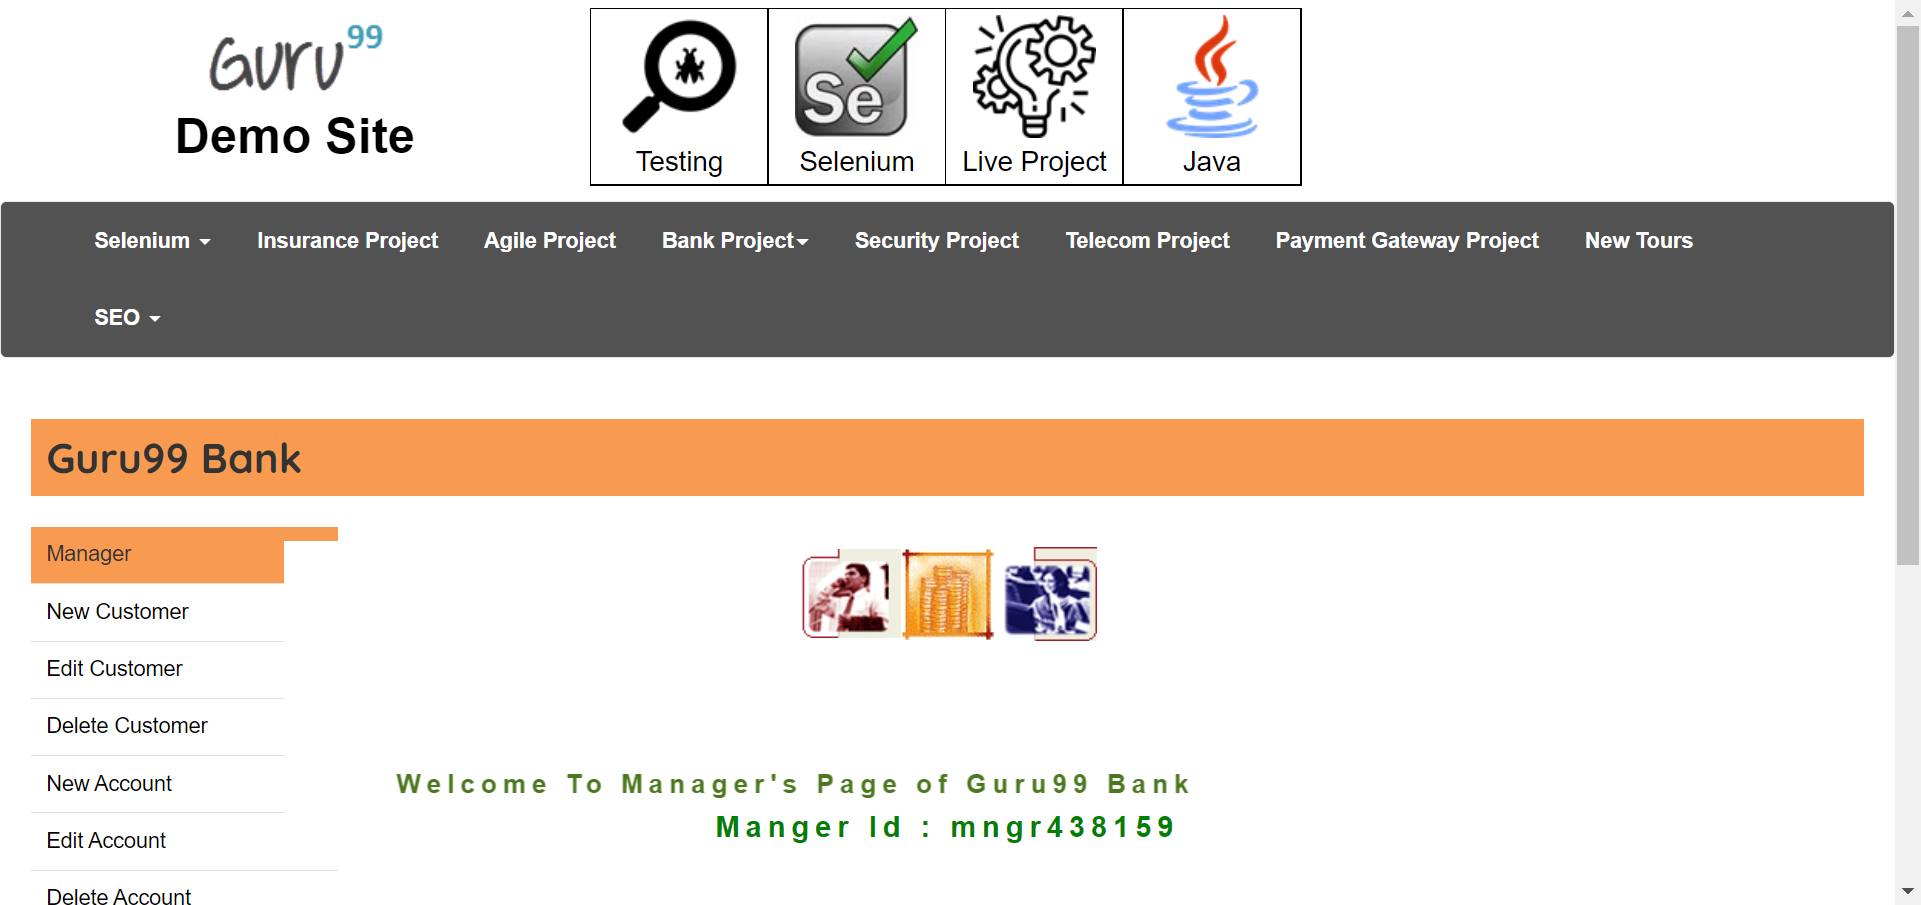 Guru99
Demo Site
Testing
Se
Selenium
Live Project
Java
Selenium
Insurance Project
Agile Project
Bank Project
Security Project
Telecom Project
Payment Gateway Project
New Tours
SEO
Guru99 Bank
Manager
New Customer
Edit Customer
Delete Customer
New Account
Edit Account
Delete Account
Welcome To Manager's Page of Guru99 Bank
Manger Id : mngr438159